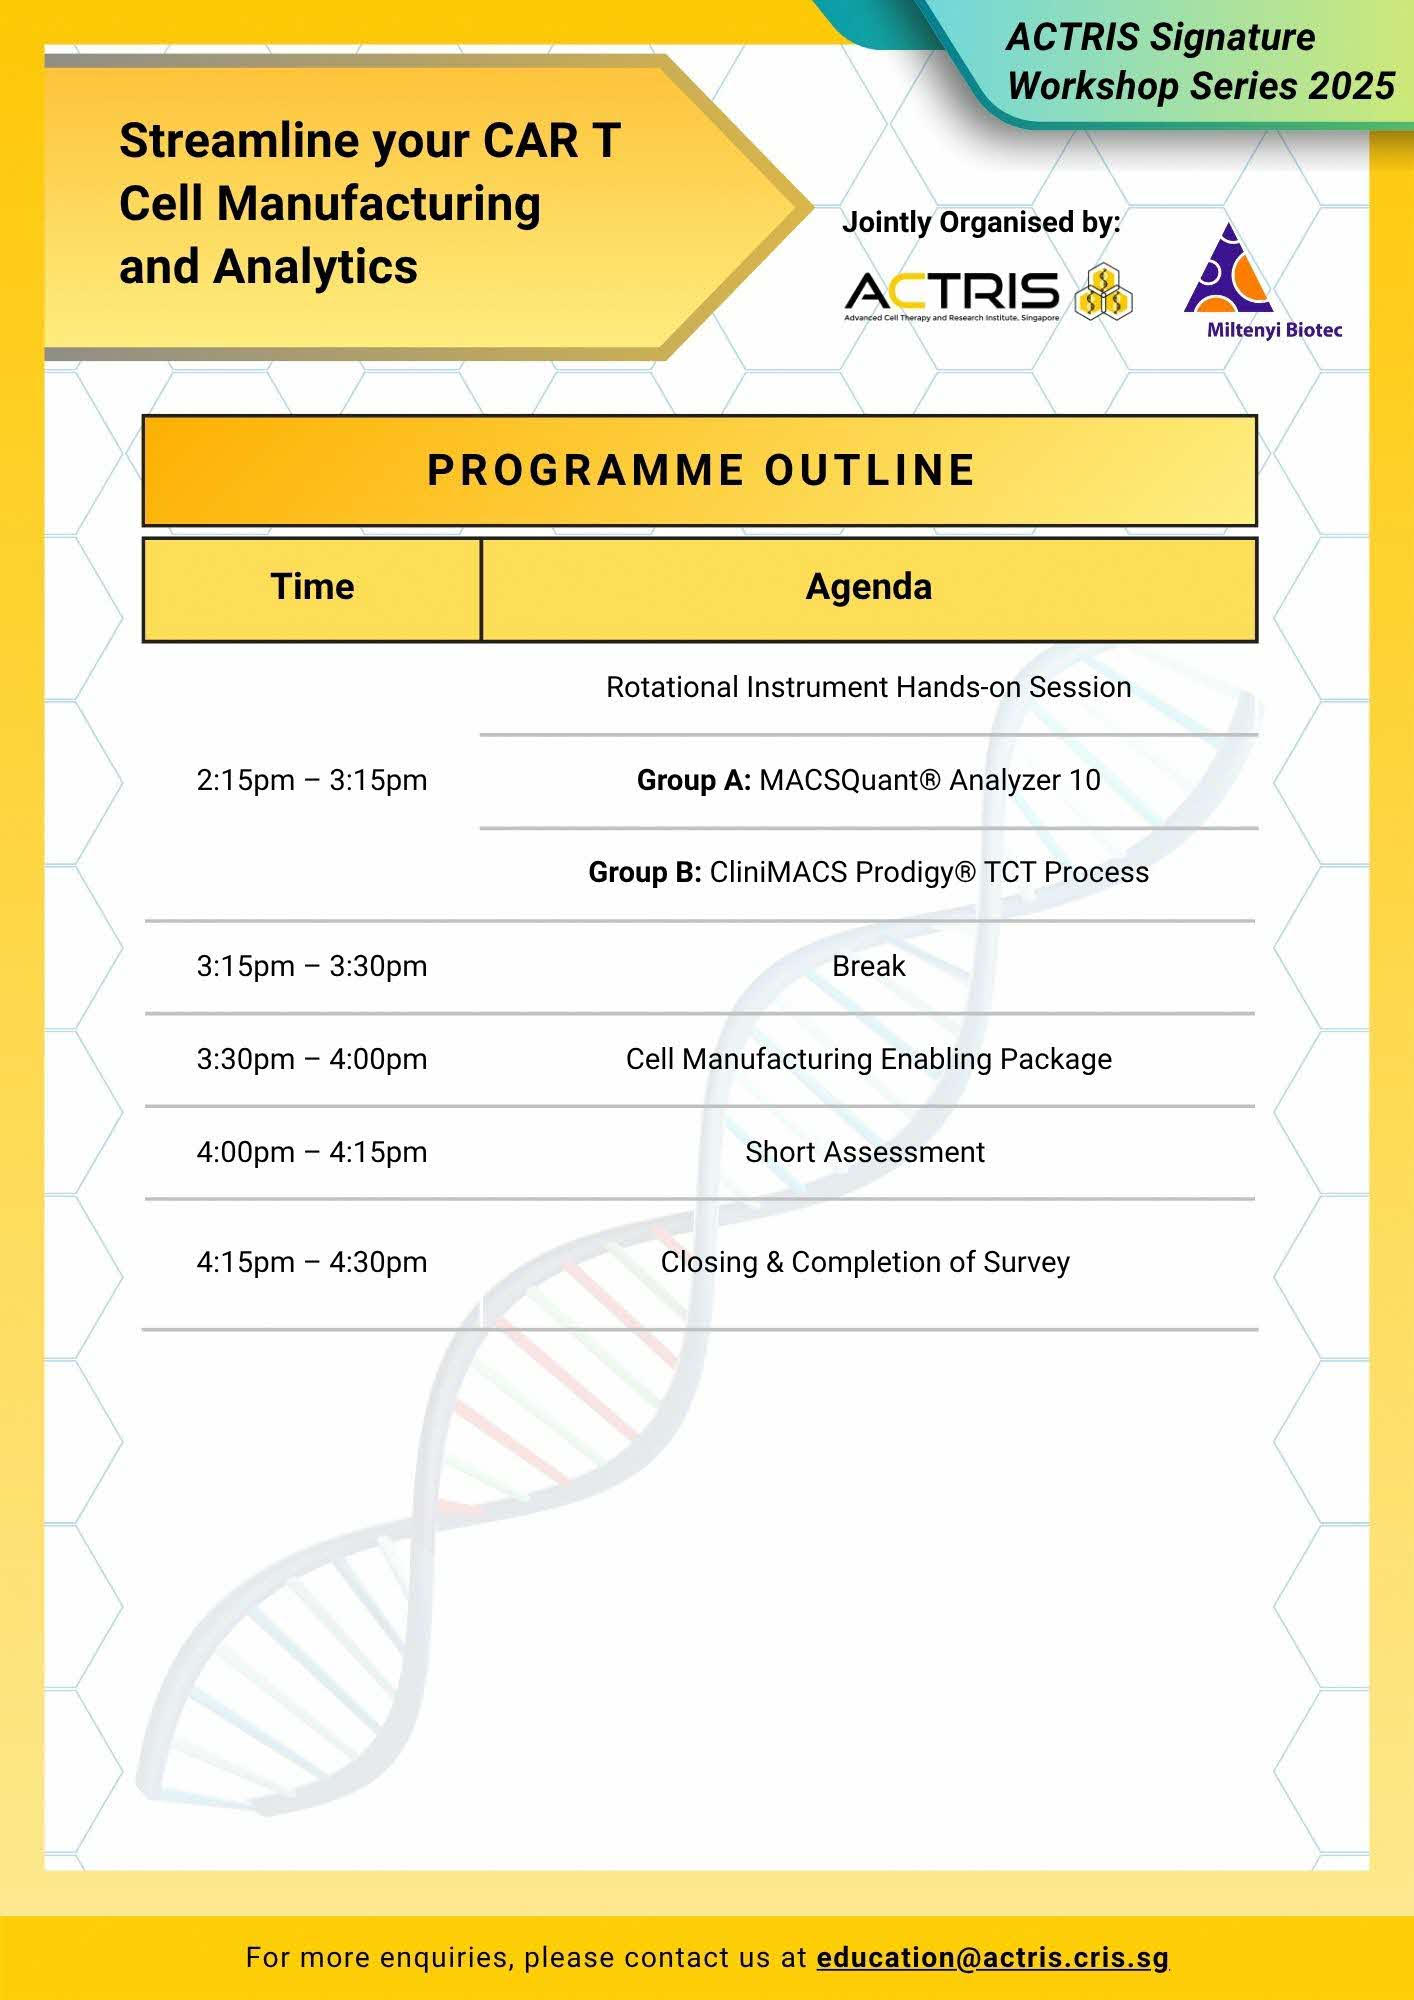 ACTRIS Signature
Workshop Series 2025
Streamline your CAR T
Cell Manufacturing
and Analytics
Jointly Organised by:
ACTRIS
Advanced Cell Therapy and Research Institute, Singapore
Miltenyi Biotec
PROGRAMME OUTLINE
Time Agenda
Rotational Instrument Hands-on Session
2:15pm – 3:15pm Group A: MACSQuant® Analyzer 10
Group B: CliniMACS Prodigy® TCT Process
3:15pm – 3:30pm Break
3:30pm – 4:00pm Cell Manufacturing Enabling Package
4:00pm – 4:15pm Short Assessment
4:15pm – 4:30pm Closing & Completion of Survey
For more enquiries, please contact us at education@actris.cris.sg